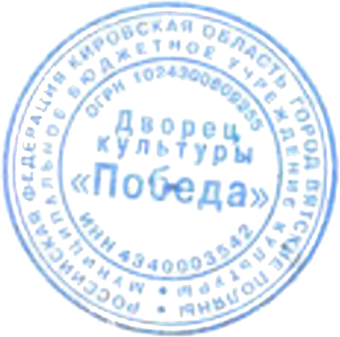 РОССИЙСКАЯ ФЕДЕРАЦИЯ КИРОВСКАЯ ОБЛАСТЬ ГОРОД ВЯТСКИЕ ПОЛЯНЫ
МУНИЦИПАЛЬНОЕ БЮДЖЕТНОЕ УЧРЕЖДЕНИЕ КУЛЬТУРЫ
ОГРН 1024300609255
Дворец
культуры
«Победа»
ИНН 4340003542